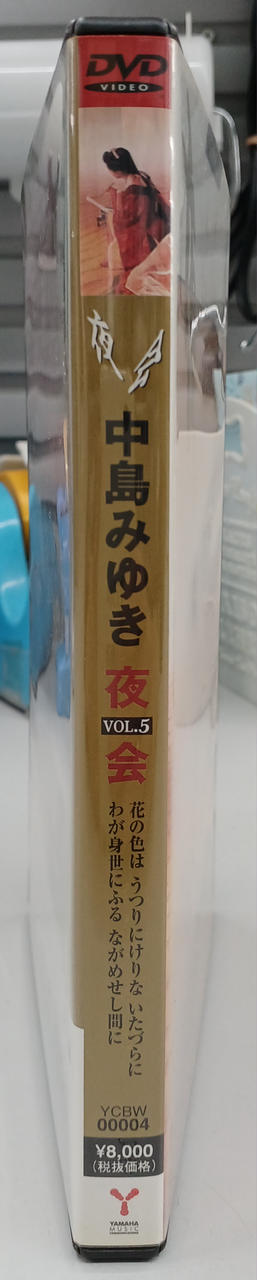 DVD
VIDEO
夜会
中島みゆき
夜
VOL.5
会
花の色は うつりにけりな いたづらに
わが身世にふる ながめせし間に
YCBW
00004
¥8,000
(税抜価格)
YAMAHA
MUSIC
COMMUNICATIONS